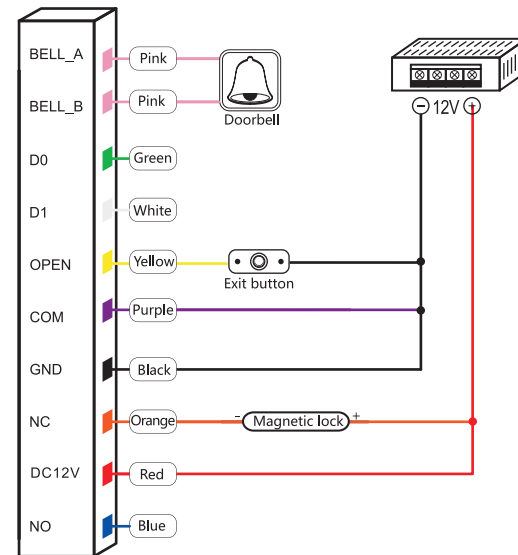 BELL_A Pink
BELL_B Pink
Doorbell
− 12V +
D0 Green
D1 White
OPEN Yellow
Exit button
COM Purple
GND Black
NC Orange - Magnetic lock +
DC12V Red
NO Blue